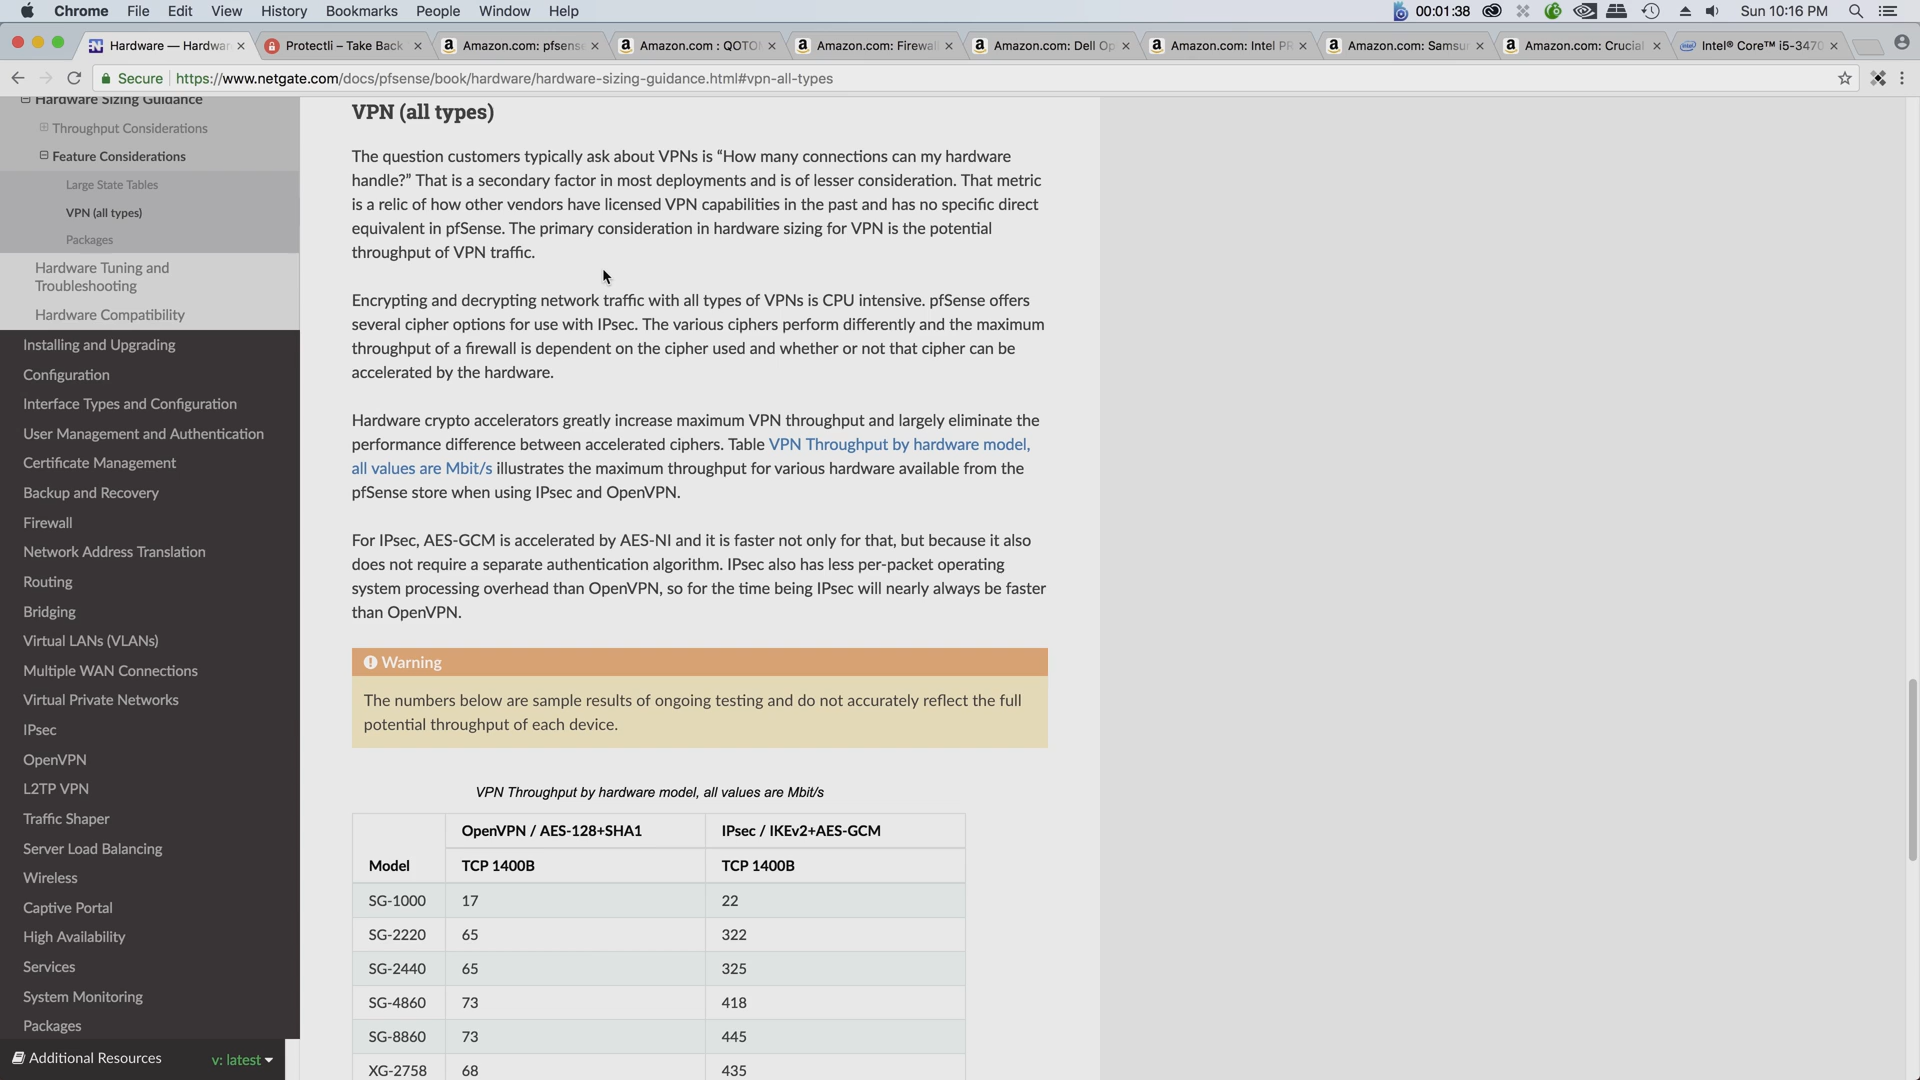 Chrome File Edit View History Bookmarks People Window Help 00:01:38 Sun 10:16 PM
Hardware — Hardwar Protectli – Take Back Amazon.com: pfsense Amazon.com : QOTO Amazon.com: Firewal Amazon.com: Dell Op Amazon.com: Intel PR Amazon.com: Samsu Amazon.com: Crucial Intel® Core™ i5-3470
Secure https://www.netgate.com/docs/pfsense/book/hardware/hardware-sizing-guidance.html#vpn-all-types
Hardware Sizing Guidance
Throughput Considerations
Feature Considerations
Large State Tables
VPN (all types)
Packages
Hardware Tuning and
Troubleshooting
Hardware Compatibility
Installing and Upgrading
Configuration
Interface Types and Configuration
User Management and Authentication
Certificate Management
Backup and Recovery
Firewall
Network Address Translation
Routing
Bridging
Virtual LANs (VLANs)
Multiple WAN Connections
Virtual Private Networks
IPsec
OpenVPN
L2TP VPN
Traffic Shaper
Server Load Balancing
Wireless
Captive Portal
High Availability
Services
System Monitoring
Packages
Additional Resources v: latest
VPN (all types)
The question customers typically ask about VPNs is “How many connections can my hardware
handle?” That is a secondary factor in most deployments and is of lesser consideration. That metric
is a relic of how other vendors have licensed VPN capabilities in the past and has no specific direct
equivalent in pfSense. The primary consideration in hardware sizing for VPN is the potential
throughput of VPN traffic.
Encrypting and decrypting network traffic with all types of VPNs is CPU intensive. pfSense offers
several cipher options for use with IPsec. The various ciphers perform differently and the maximum
throughput of a firewall is dependent on the cipher used and whether or not that cipher can be
accelerated by the hardware.
Hardware crypto accelerators greatly increase maximum VPN throughput and largely eliminate the
performance difference between accelerated ciphers. Table VPN Throughput by hardware model,
all values are Mbit/s illustrates the maximum throughput for various hardware available from the
pfSense store when using IPsec and OpenVPN.
For IPsec, AES-GCM is accelerated by AES-NI and it is faster not only for that, but because it also
does not require a separate authentication algorithm. IPsec also has less per-packet operating
system processing overhead than OpenVPN, so for the time being IPsec will nearly always be faster
than OpenVPN.
Warning
The numbers below are sample results of ongoing testing and do not accurately reflect the full
potential throughput of each device.
VPN Throughput by hardware model, all values are Mbit/s
OpenVPN / AES-128+SHA1 IPsec / IKEv2+AES-GCM
Model TCP 1400B TCP 1400B
SG-1000 17 22
SG-2220 65 322
SG-2440 65 325
SG-4860 73 418
SG-8860 73 445
XG-2758 68 435